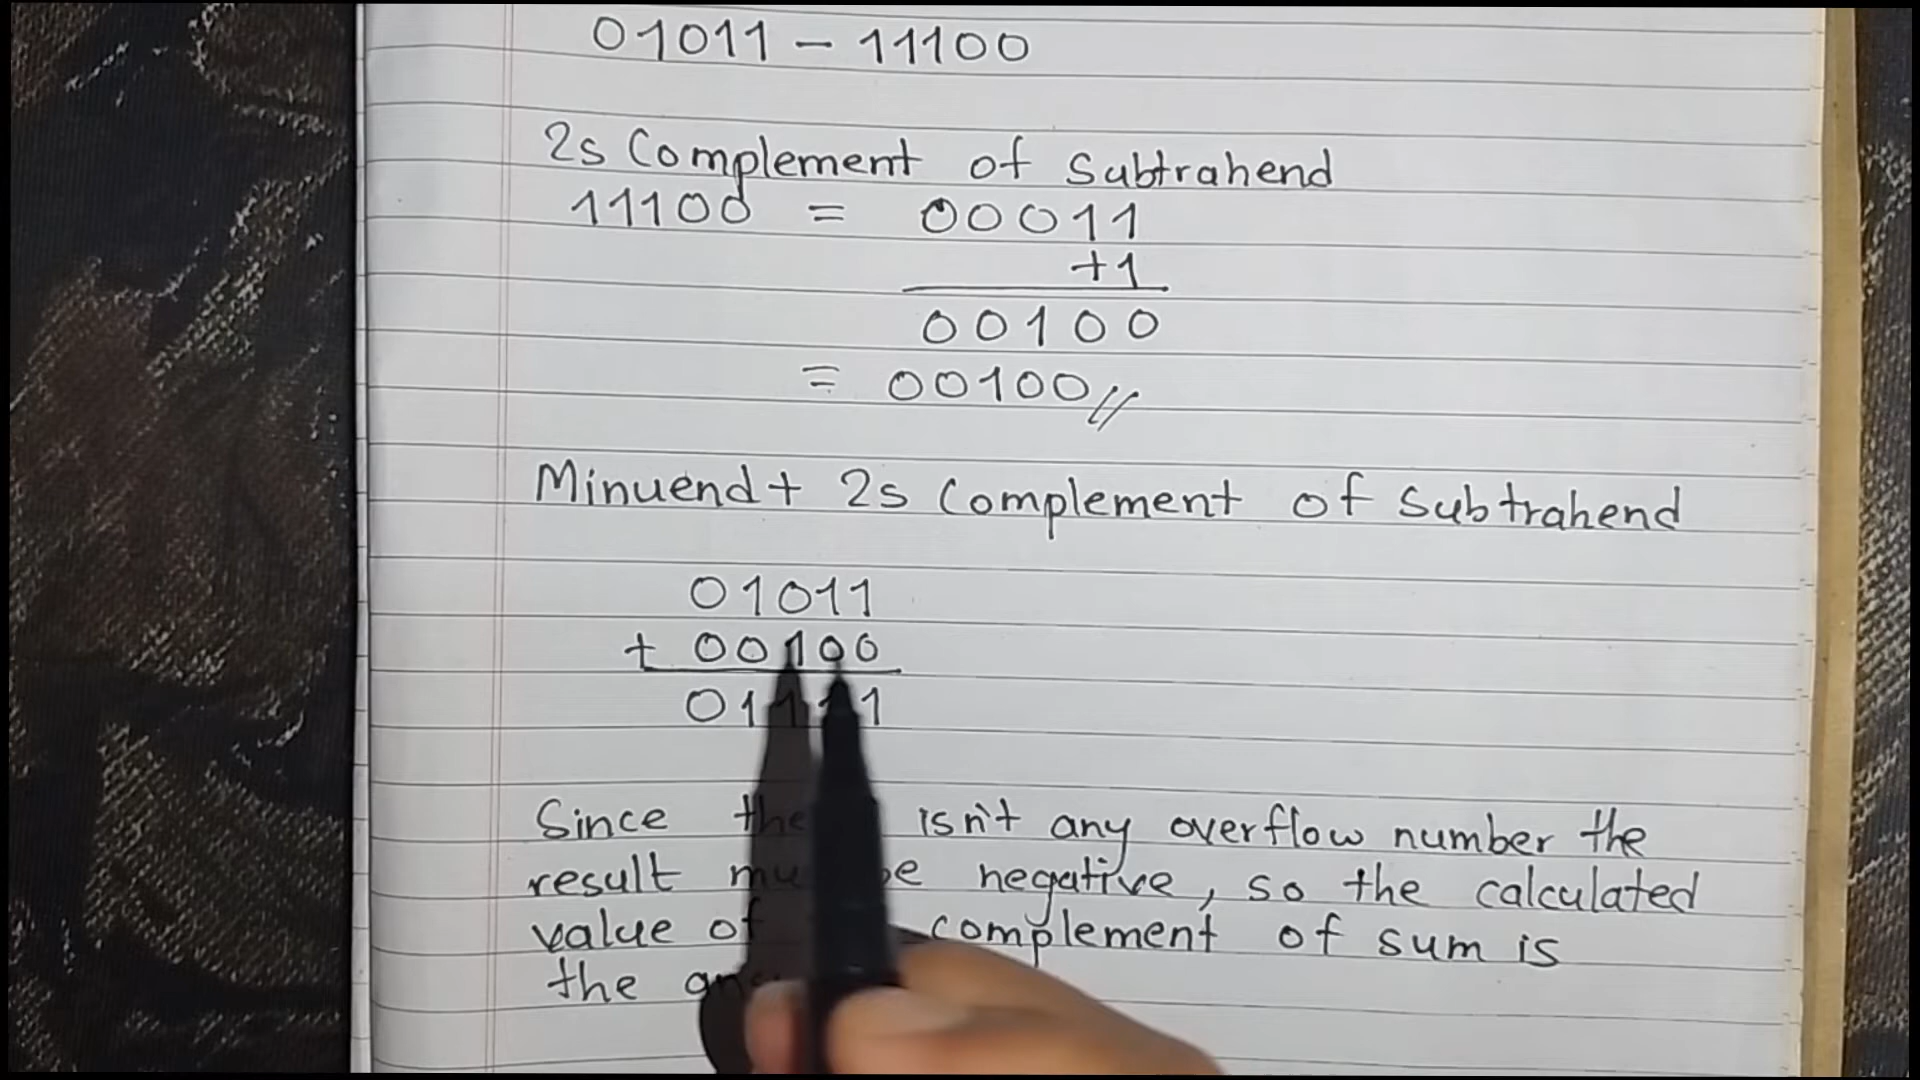 01011 - 11100
2s Complement of Subtrahend
11100 = 00011
+1
00100
= 00100//
Minuend + 2s Complement of Subtrahend
01011
+ 00100
01111
Since isn't any overflow number the
result negative, so the calculated
value of complement of sum is
the